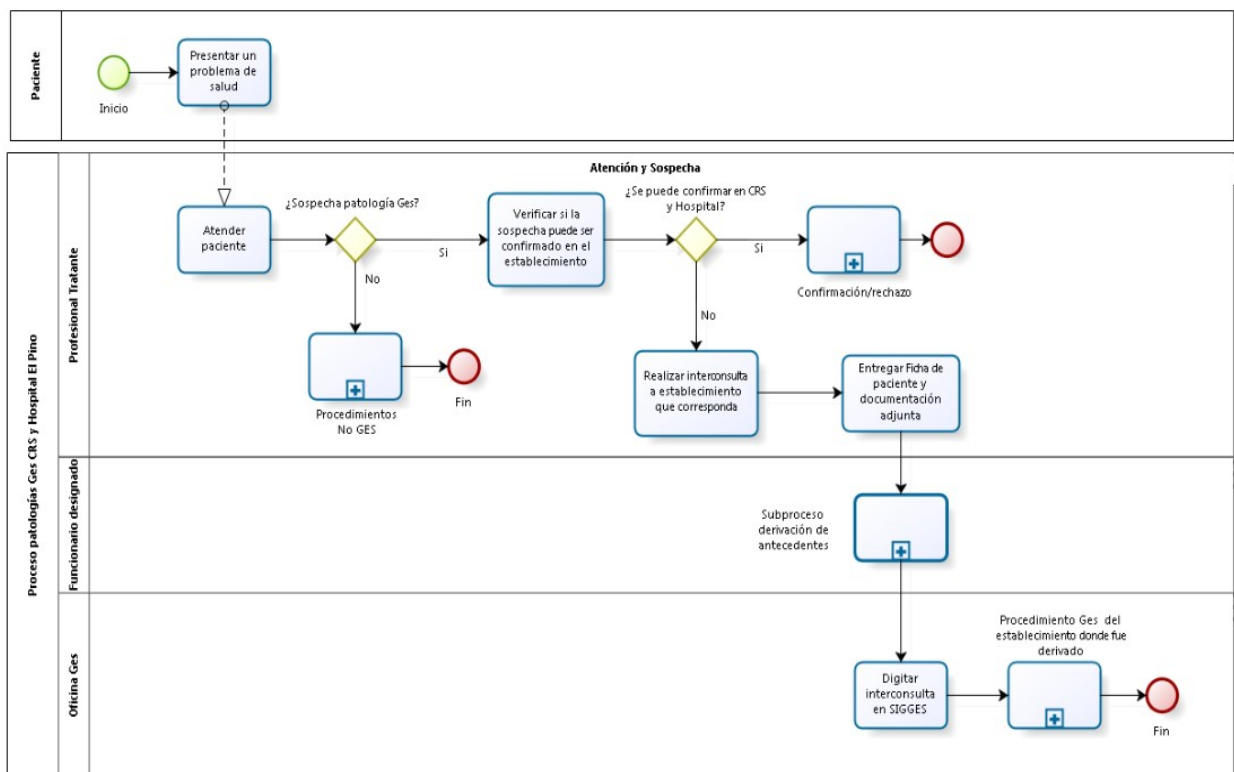 Paciente
Inicio
Presentar un
problema de
salud
Proceso patologías Ges CRS y Hospital El Pino
Atención y Sospecha
Profesional Tratante
Atender
paciente
¿Sospecha patología Ges?
Si
No
Procedimientos
No GES
Fin
Verificar si la
sospecha puede ser
confirmado en el
establecimiento
¿Se puede confirmar en CRS
y Hospital?
Si
Confirmación/rechazo
No
Realizar interconsulta
a establecimiento
que corresponda
Entregar Ficha de
paciente y
documentación
adjunta
Funcionario designado
Subproceso
derivación de
antecedentes
Oficina Ges
Digitar
interconsulta
en SIGGES
Procedimiento Ges del
establecimiento donde fue
derivado
Fin